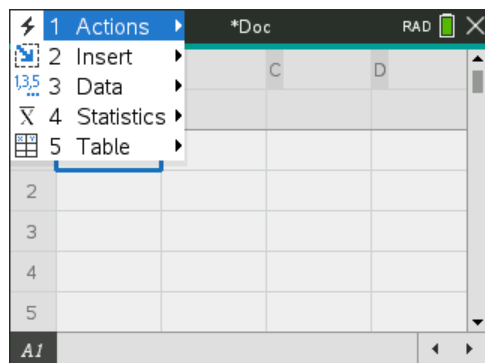 1 Actions *Doc RAD
2 Insert C D
1,3,5 3 Data
X 4 Statistics
5 Table
2
3
4
5
A1